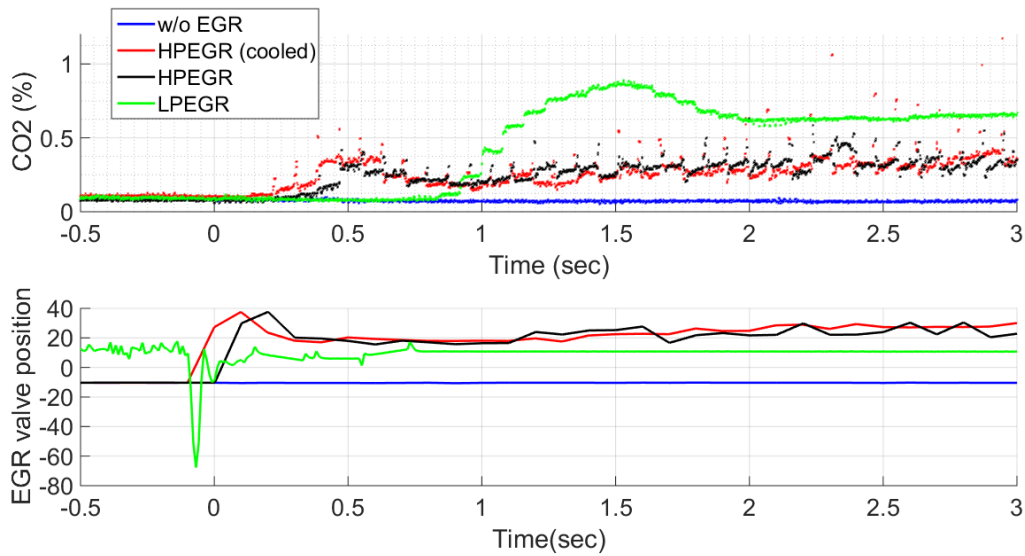 w/o EGR
HPEGR (cooled)
HPEGR
LPEGR
CO2 (%)
1
0.5
0
-0.5 0 0.5 1 1.5 2 2.5 3
Time (sec)
EGR valve position
40
20
0
-20
-40
-60
-80
-0.5 0 0.5 1 1.5 2 2.5 3
Time(sec)